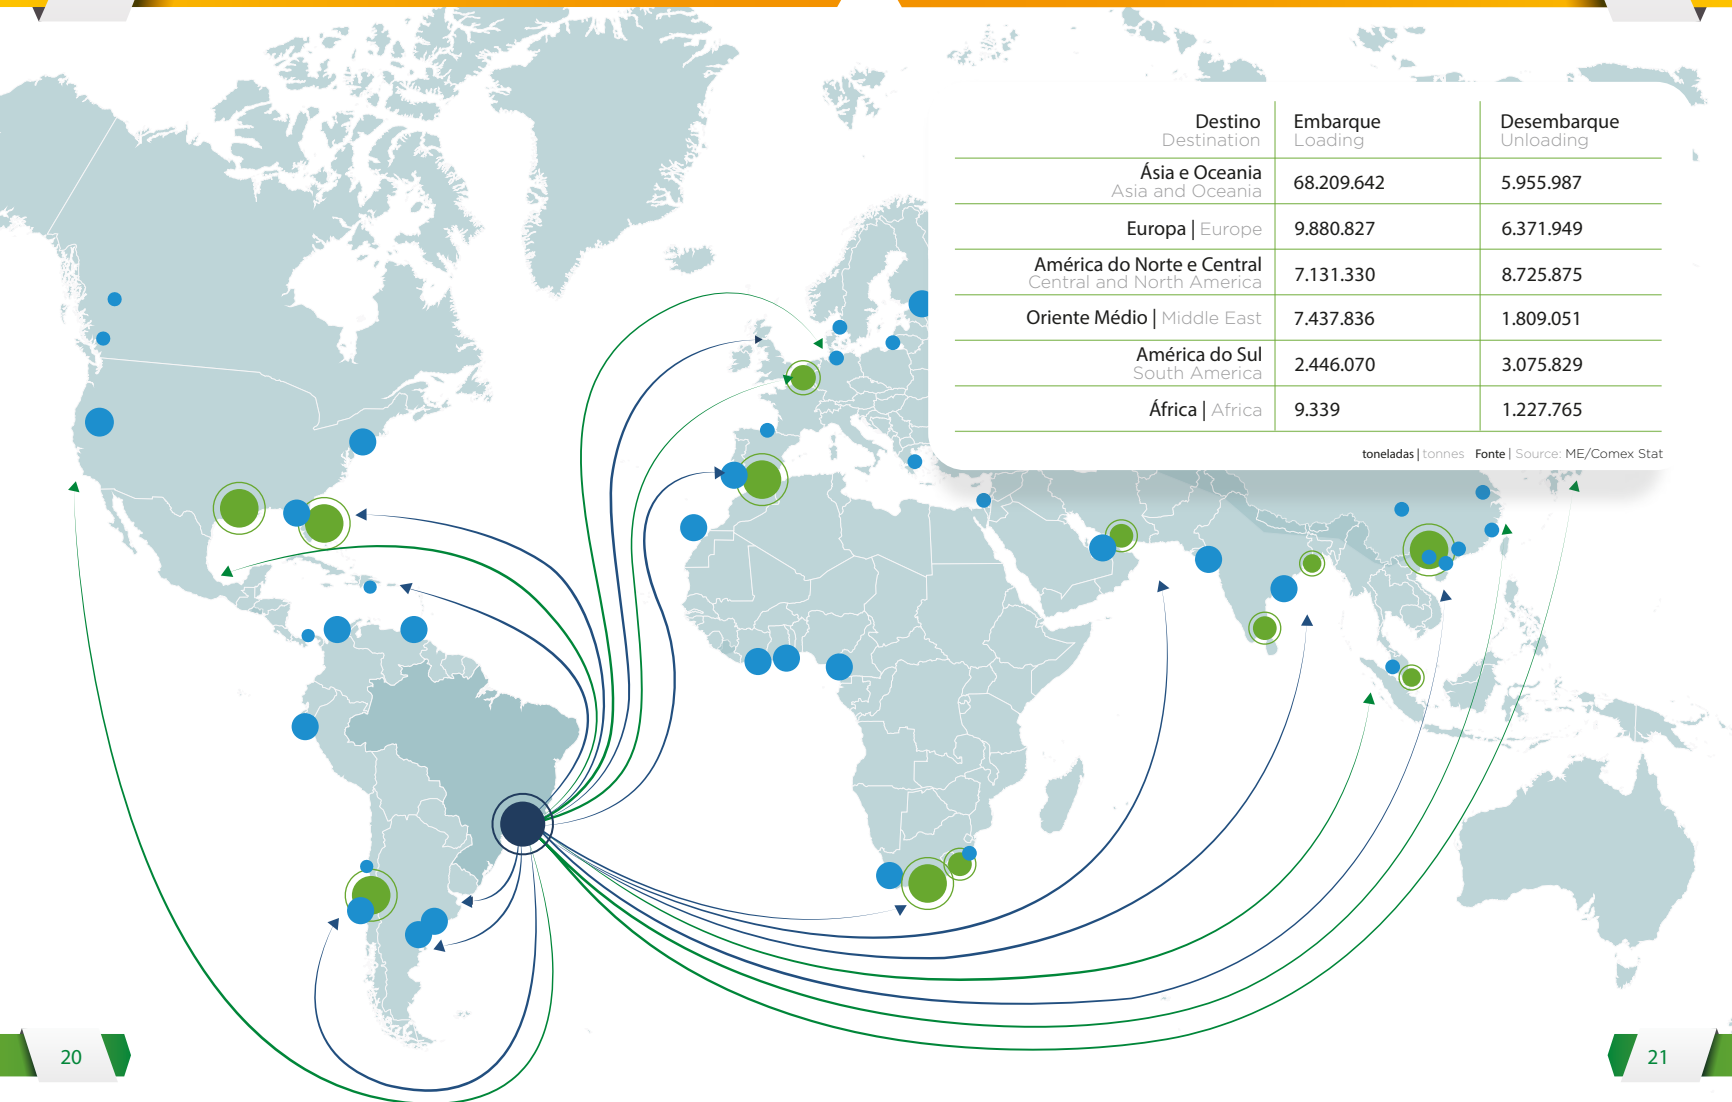 Destino
Destination
Embarque
Loading
Desembarque
Unloading
Ásia e Oceania
Asia and Oceania
68.209.642
5.955.987
Europa | Europe
9.880.827
6.371.949
América do Norte e Central
Central and North America
7.131.330
8.725.875
Oriente Médio | Middle East
7.437.836
1.809.051
América do Sul
South America
2.446.070
3.075.829
África | Africa
9.339
1.227.765
toneladas | tonnes Fonte | Source: ME/Comex Stat
20
21